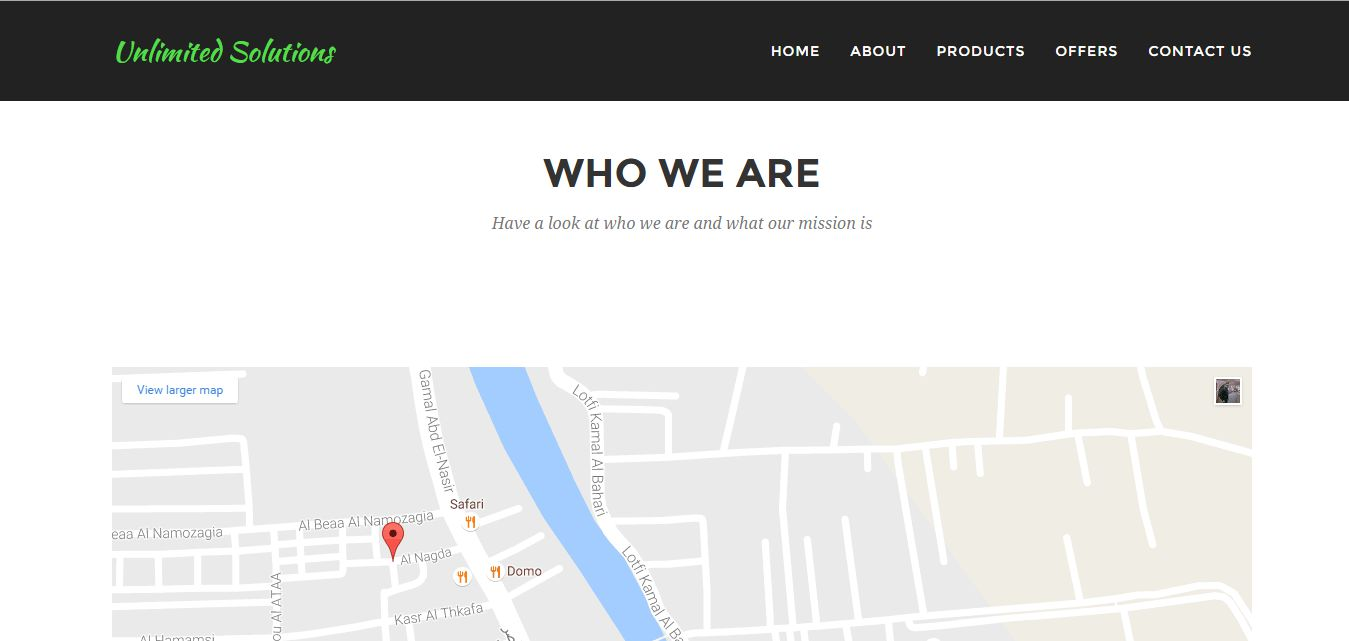 Unlimited Solutions
HOME ABOUT PRODUCTS OFFERS CONTACT US
WHO WE ARE
Have a look at who we are and what our mission is
View larger map
Gamal Abd El-Nasir
Lotfi Kamal Al Bahari
Safari
Al Beaa Al Namozagia
eaa Al Namozagia
Al Nagda
Domo
Lotfi Kamal Al Ba
ou Al ATAA
Kasr Al Thkafa
Al Hamamsi